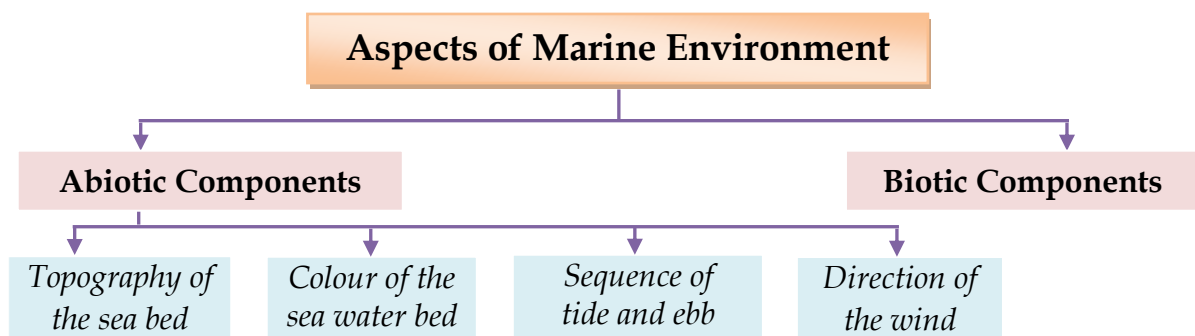 Aspects of Marine Environment
Abiotic Components
Biotic Components
Topography of
the sea bed
Colour of the
sea water bed
Sequence of
tide and ebb
Direction of
the wind